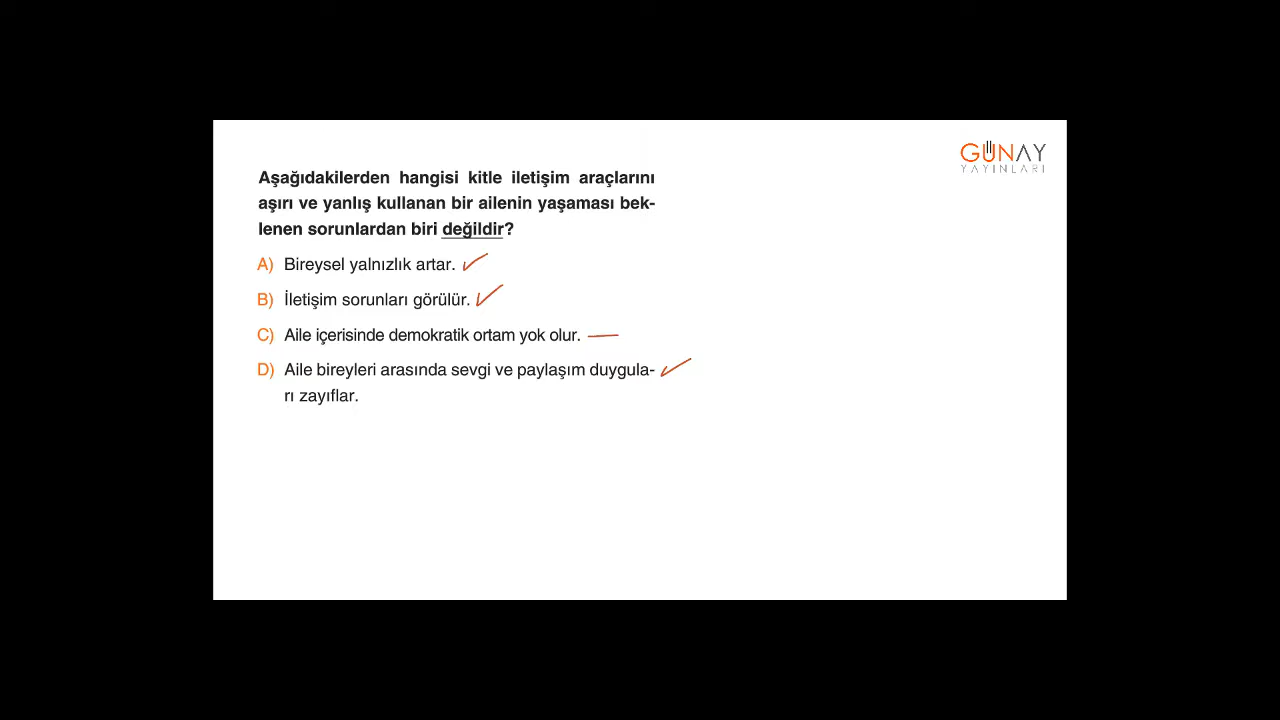 GÜNAY
YAYINLARI
Aşağıdakilerden hangisi kitle iletişim araçlarını
aşırı ve yanlış kullanan bir ailenin yaşaması bek-
lenen sorunlardan biri değildir?
A) Bireysel yalnızlık artar.
B) İletişim sorunları görülür.
C) Aile içerisinde demokratik ortam yok olur.
D) Aile bireyleri arasında sevgi ve paylaşım duygula-
rı zayıflar.